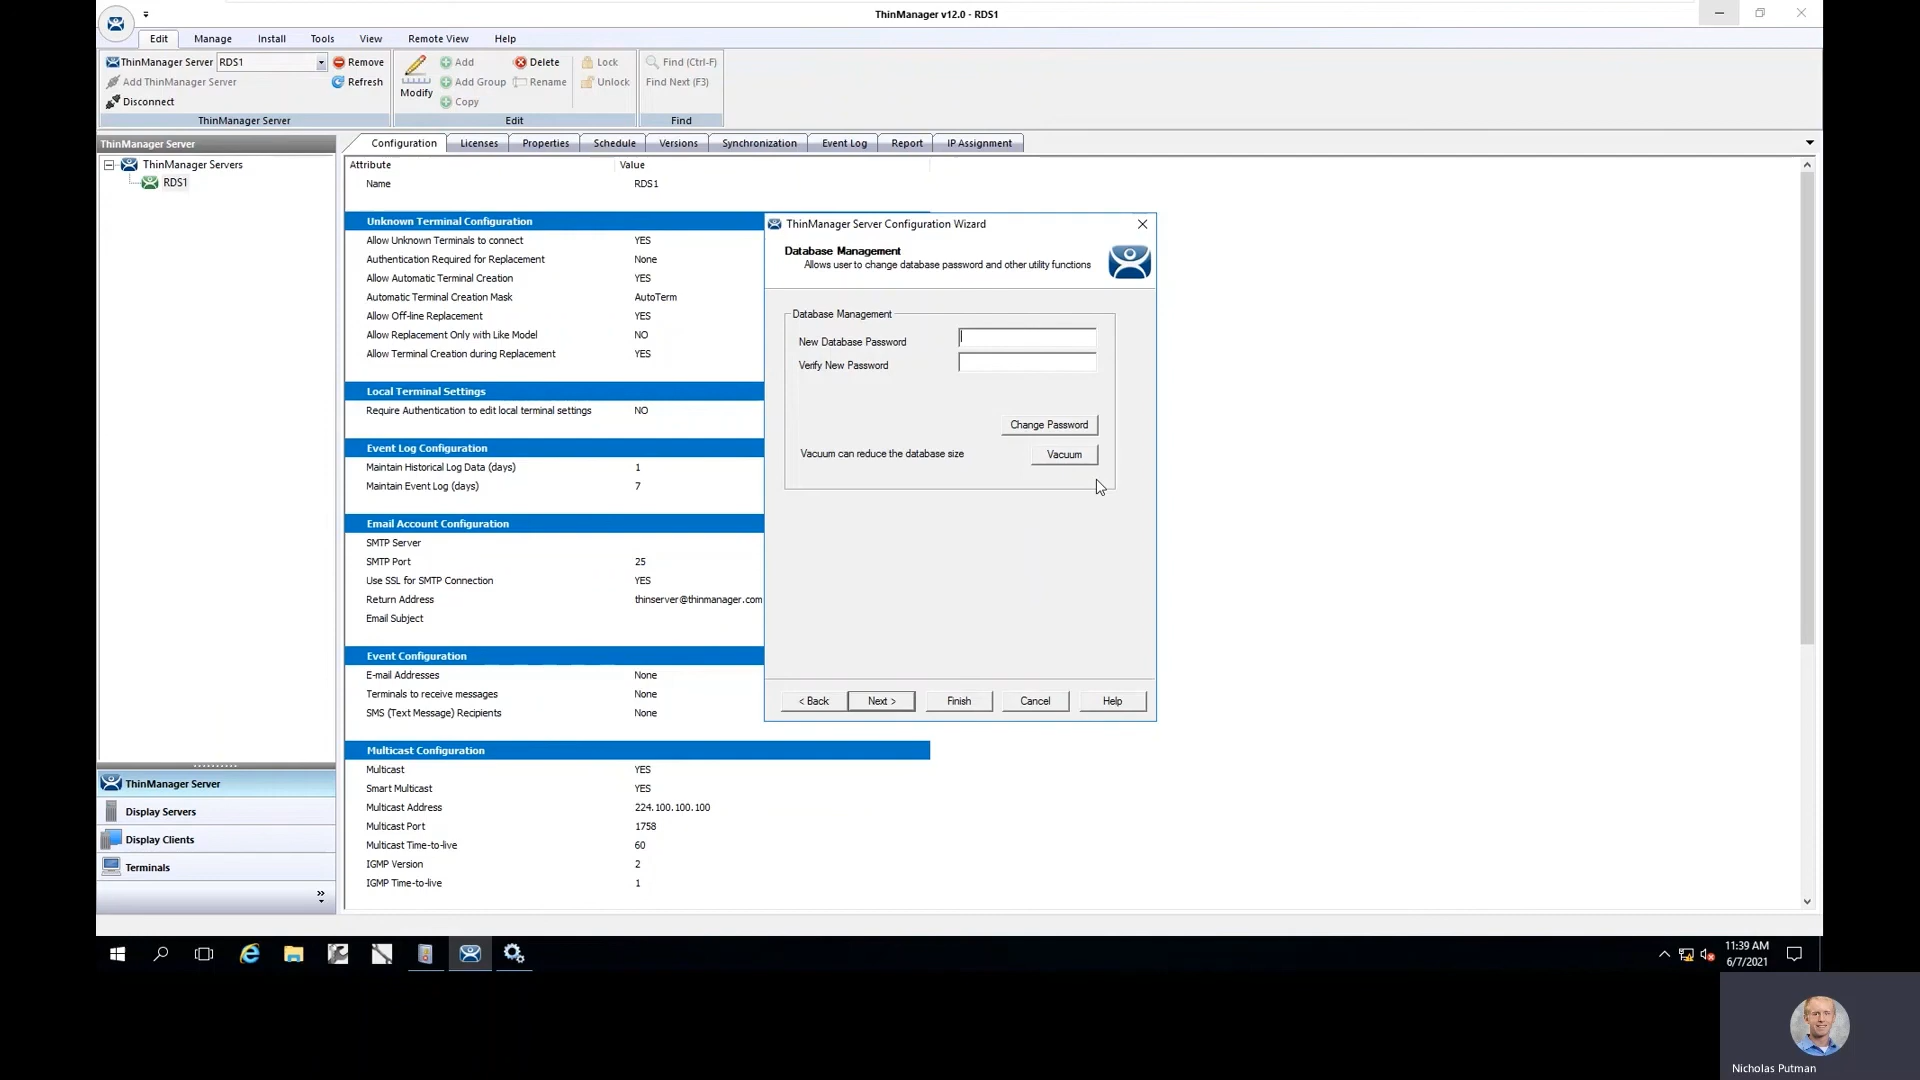 ThinManager v12.0 - RDS1
Edit Manage Install Tools View Remote View Help
ThinManager Server RDS1 Remove
Add ThinManager Server Refresh
Disconnect
ThinManager Server
Modify
Add Delete Lock
Add Group Rename Unlock
Copy
Edit
Find (Ctrl-F)
Find Next (F3)
Find
ThinManager Server
ThinManager Servers
RDS1
Configuration Licenses Properties Schedule Versions Synchronization Event Log Report IP Assignment
Attribute Value
Name RDS1
Unknown Terminal Configuration
Allow Unknown Terminals to connect YES
Authentication Required for Replacement None
Allow Automatic Terminal Creation YES
Automatic Terminal Creation Mask AutoTerm
Allow Off-line Replacement YES
Allow Replacement Only with Like Model NO
Allow Terminal Creation during Replacement YES
Local Terminal Settings
Require Authentication to edit local terminal settings NO
Event Log Configuration
Maintain Historical Log Data (days) 1
Maintain Event Log (days) 7
Email Account Configuration
SMTP Server
SMTP Port 25
Use SSL for SMTP Connection YES
Return Address thinserver@thinmanager.com
Email Subject
Event Configuration
E-mail Addresses None
Terminals to receive messages None
SMS (Text Message) Recipients None
Multicast Configuration
Multicast YES
Smart Multicast YES
Multicast Address 224.100.100.100
Multicast Port 1758
Multicast Time-to-live 60
IGMP Version 2
IGMP Time-to-live 1
ThinManager Server Configuration Wizard
Database Management
Allows user to change database password and other utility functions
Database Management
New Database Password
Verify New Password
Change Password
Vacuum can reduce the database size Vacuum
< Back Next > Finish Cancel Help
ThinManager Server
Display Servers
Display Clients
Terminals
11:39 AM
6/7/2021
Nicholas Putman